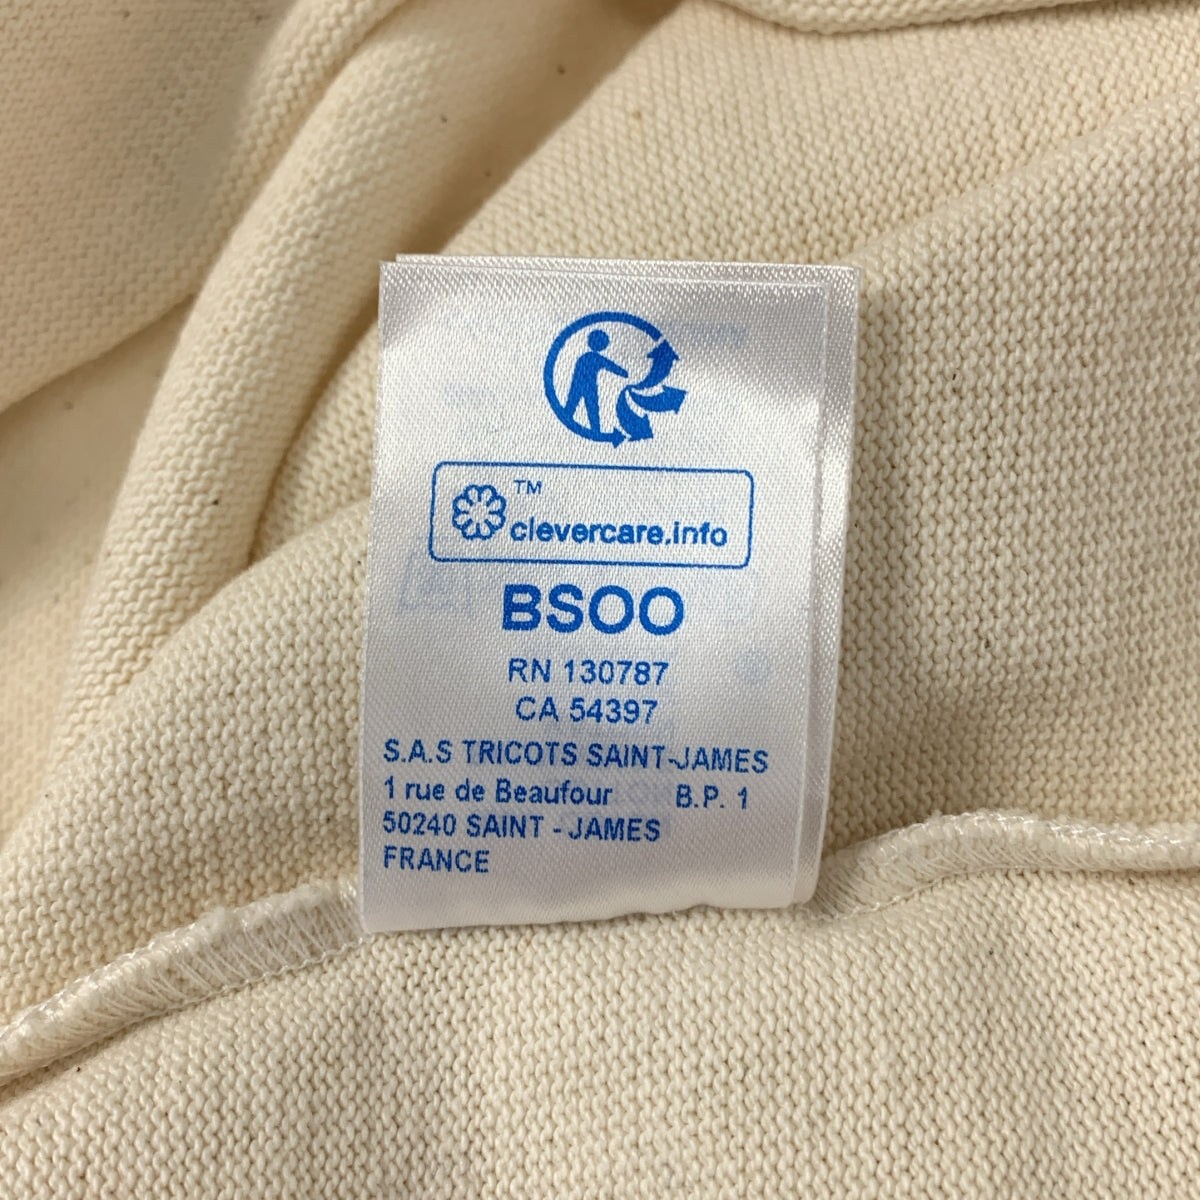 TM
clevercare.info
BSOO
RN 130787
CA 54397
S.A.S TRICOTS SAINT-JAMES
1 rue de Beaufour B.P. 1
50240 SAINT - JAMES
FRANCE